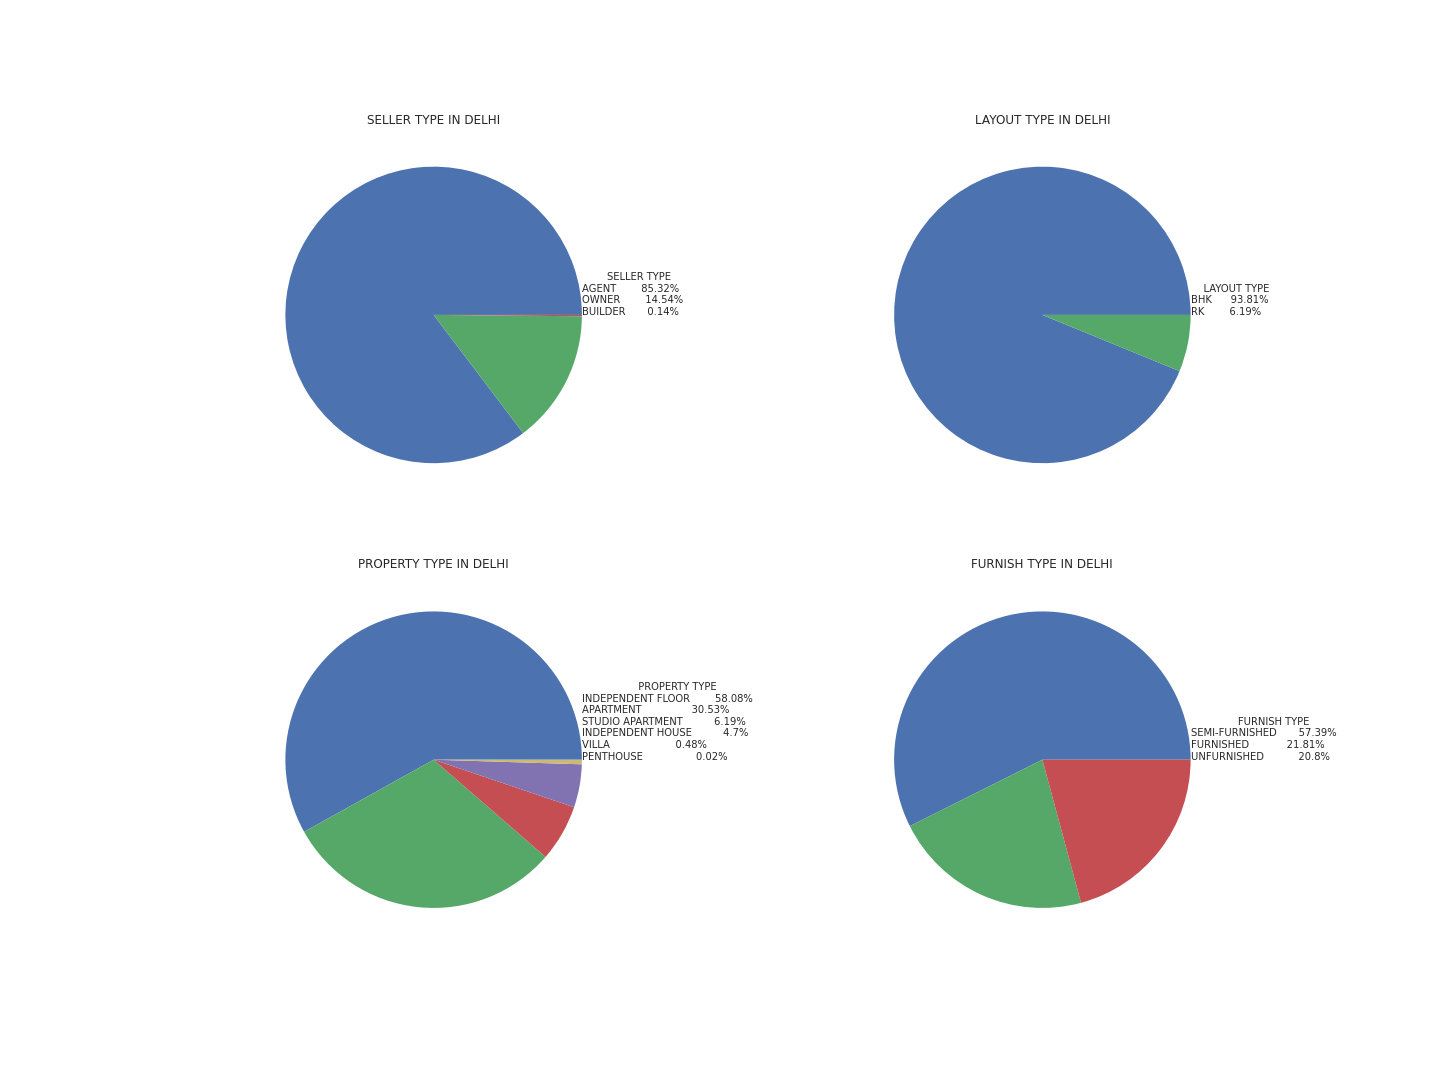 SELLER TYPE IN DELHI
SELLER TYPE
AGENT 85.32%
OWNER 14.54%
BUILDER 0.14%
LAYOUT TYPE IN DELHI
LAYOUT TYPE
BHK 93.81%
RK 6.19%
PROPERTY TYPE IN DELHI
PROPERTY TYPE
INDEPENDENT FLOOR 58.08%
APARTMENT 30.53%
STUDIO APARTMENT 6.19%
INDEPENDENT HOUSE 4.7%
VILLA 0.48%
PENTHOUSE 0.02%
FURNISH TYPE IN DELHI
FURNISH TYPE
SEMI-FURNISHED 57.39%
FURNISHED 21.81%
UNFURNISHED 20.8%